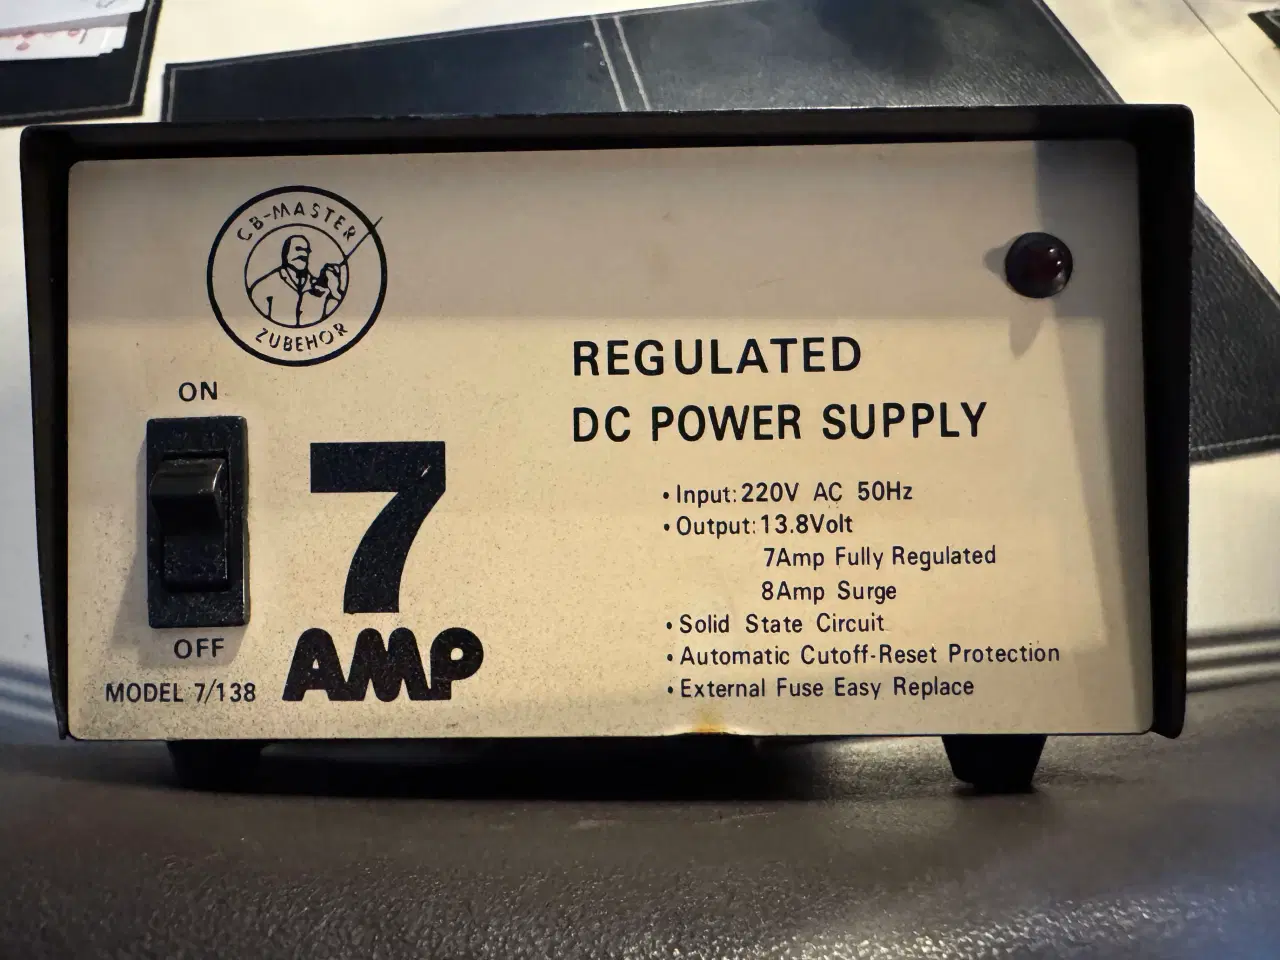 CB-MASTER
ZUBEHÖR
ON
OFF
MODEL 7/138
7
AMP
REGULATED
DC POWER SUPPLY
• Input: 220V AC 50Hz
• Output: 13.8Volt
7Amp Fully Regulated
8Amp Surge
• Solid State Circuit
• Automatic Cutoff-Reset Protection
• External Fuse Easy Replace